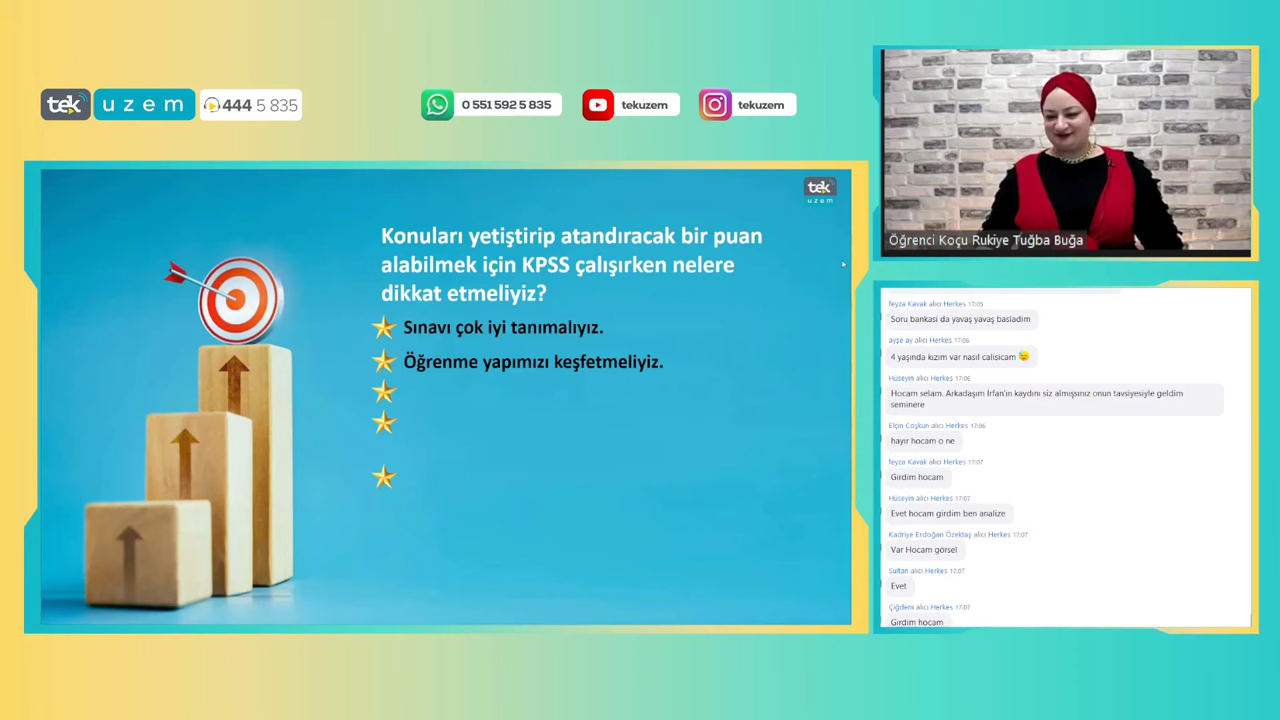 tek uzem 444 5 835
0 551 592 5 835
tekuzem
tekuzem
tek
uzem
Konuları yetiştirip atandıracak bir puan
alabilmek için KPSS çalışırken nelere
dikkat etmeliyiz?
Sınavı çok iyi tanımalıyız.
Öğrenme yapımızı keşfetmeliyiz.
Öğrenci Koçu Rukiye Tuğba Buğa
feyza Kavak alıcı Herkes 17:05
Soru bankasi da yavaş yavaş basladim
ayşe ay alıcı Herkes 17:06
4 yaşında kızım var nasıl calisicam
Hüseyin alıcı Herkes 17:06
Hocam selam. Arkadaşım İrfan'ın kaydını siz almışsınız onun tavsiyesiyle geldim
seminere
Elçin Coşkun alıcı Herkes 17:06
hayır hocam o ne
feyza Kavak alıcı Herkes 17:07
Girdim hocam
Hüseyin alıcı Herkes 17:07
Evet hocam girdim ben analize
Kadriye Erdoğan Özektaş alıcı Herkes 17:07
Var Hocam görsel
Sultan alıcı Herkes 17:07
Evet
Çiğdem alıcı Herkes 17:07
Girdim hocam